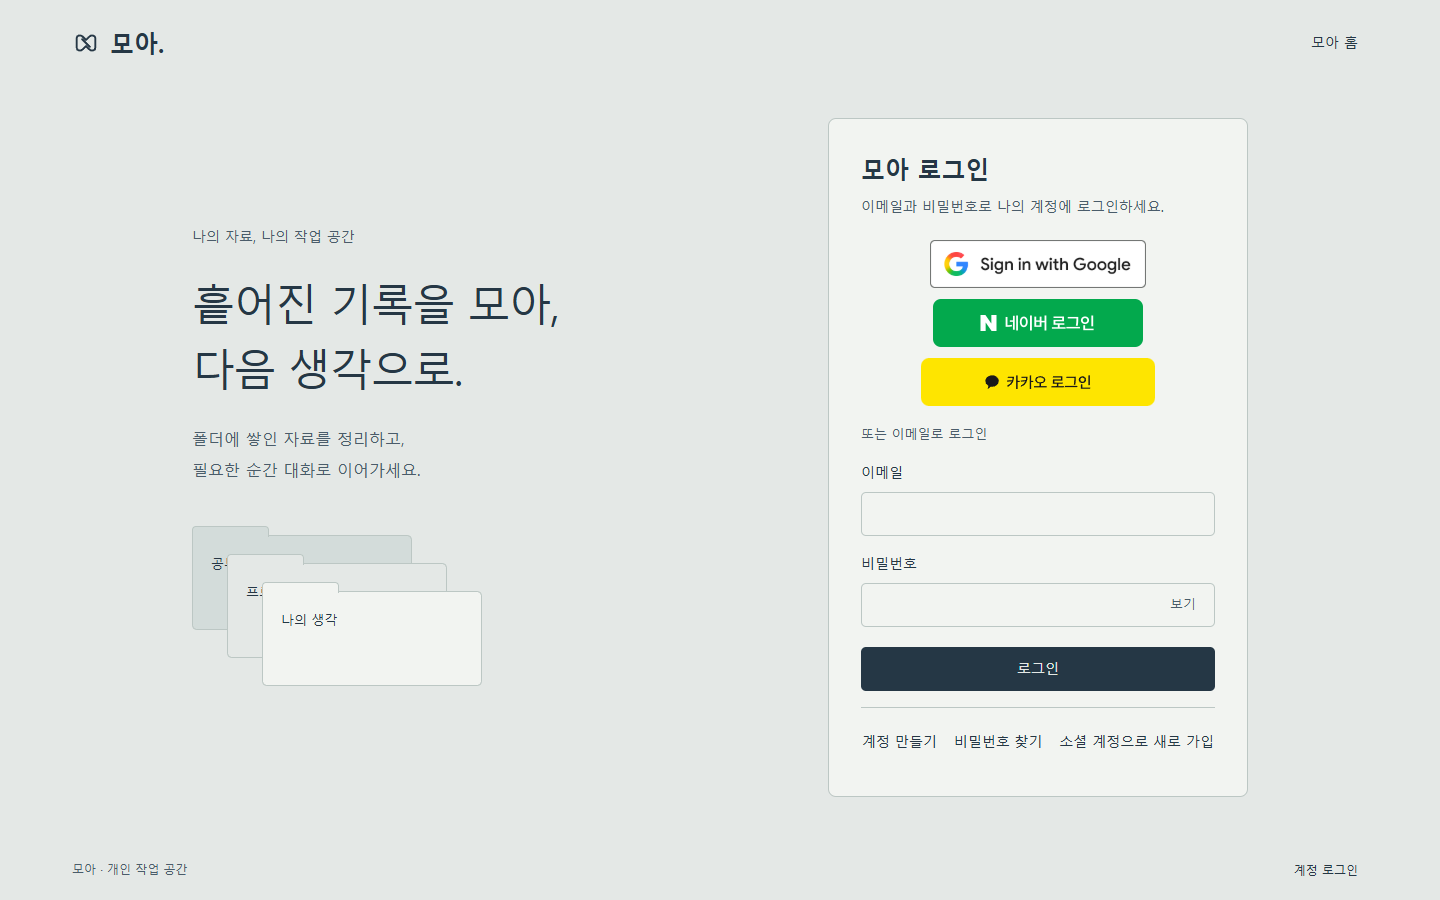 모아.
모아 홈
나의 자료, 나의 작업 공간
흩어진 기록을 모아,
다음 생각으로.
폴더에 쌓인 자료를 정리하고,
필요한 순간 대화로 이어가세요.
나의 생각
모아 로그인
이메일과 비밀번호로 나의 계정에 로그인하세요.
Sign in with Google
네이버 로그인
카카오 로그인
또는 이메일로 로그인
이메일
비밀번호
보기
로그인
계정 만들기 비밀번호 찾기 소셜 계정으로 새로 가입
모아 · 개인 작업 공간
계정 로그인